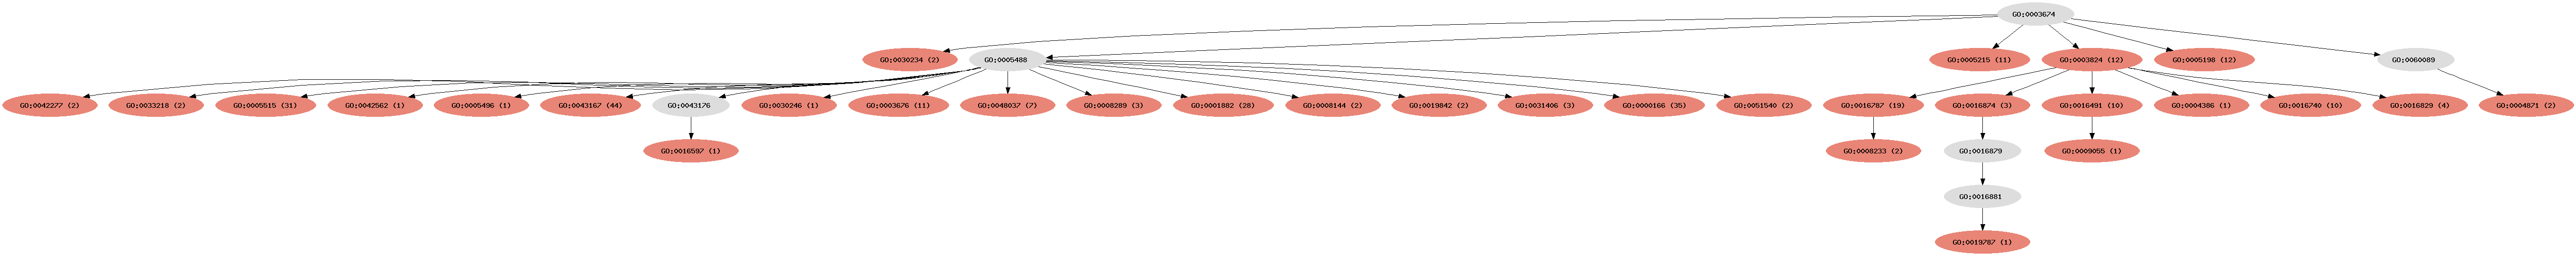 GO:0003674
GO:0030234 (2)
GO:0005488
GO:0005215 (11)
GO:0003824 (12)
GO:0005198 (12)
GO:0060089
GO:0042277 (2)
GO:0033218 (2)
GO:0005515 (31)
GO:0042562 (1)
GO:0005496 (1)
GO:0043167 (44)
GO:0043176
GO:0030246 (1)
GO:0003676 (11)
GO:0048037 (7)
GO:0008289 (3)
GO:0001882 (28)
GO:0008144 (2)
GO:0019842 (2)
GO:0031406 (3)
GO:0000166 (35)
GO:0051540 (2)
GO:0016787 (19)
GO:0016874 (3)
GO:0016491 (10)
GO:0004386 (1)
GO:0016740 (10)
GO:0016829 (4)
GO:0004871 (2)
GO:0016597 (1)
GO:0008233 (2)
GO:0016879
GO:0009055 (1)
GO:0016881
GO:0019787 (1)